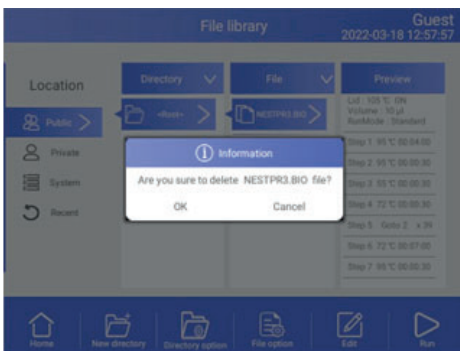 File library
Guest
2022-03-18 12:57:57
Location
Directory
File
Preview
Public
<Root>
NESTPR3.BIO
Lid : 105 ℃ ON
Volume : 10 μl
RunMode : Standard
Private
System
Recent
Step 1 95 ℃ 00:04:00
Step 2 95 ℃ 00:00:30
Step 3 55 ℃ 00:00:30
Step 4 72 ℃ 00:00:30
Step 5 Goto 2 x 39
Step 6 72 ℃ 00:07:00
Step 7 95 ℃ 00:00:30
Information
Are you sure to delete NESTPR3.BIO file?
OK
Cancel
Home
New directory
Directory option
File option
Edit
Run